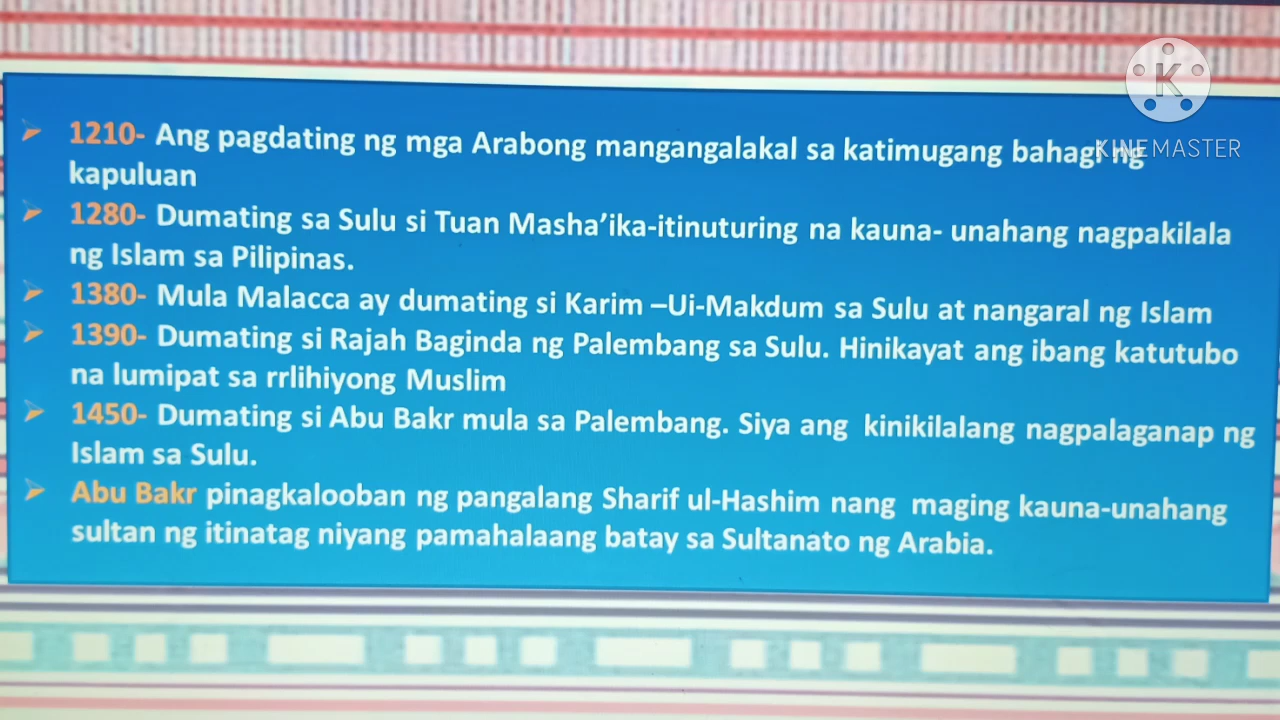 1210- Ang pagdating ng mga Arabong mangangalakal sa katimugang bahagi ng
kapuluan
1280- Dumating sa Sulu si Tuan Masha’ika-itinuturing na kauna- unahang nagpakilala
ng Islam sa Pilipinas.
1380- Mula Malacca ay dumating si Karim –Ui-Makdum sa Sulu at nangaral ng Islam
1390- Dumating si Rajah Baginda ng Palembang sa Sulu. Hinikayat ang ibang katutubo
na lumipat sa rrlihiyong Muslim
1450- Dumating si Abu Bakr mula sa Palembang. Siya ang kinikilalang nagpalaganap ng
Islam sa Sulu.
Abu Bakr pinagkalooban ng pangalang Sharif ul-Hashim nang maging kauna-unahang
sultan ng itinatag niyang pamahalaang batay sa Sultanato ng Arabia.
K
KINEMASTER